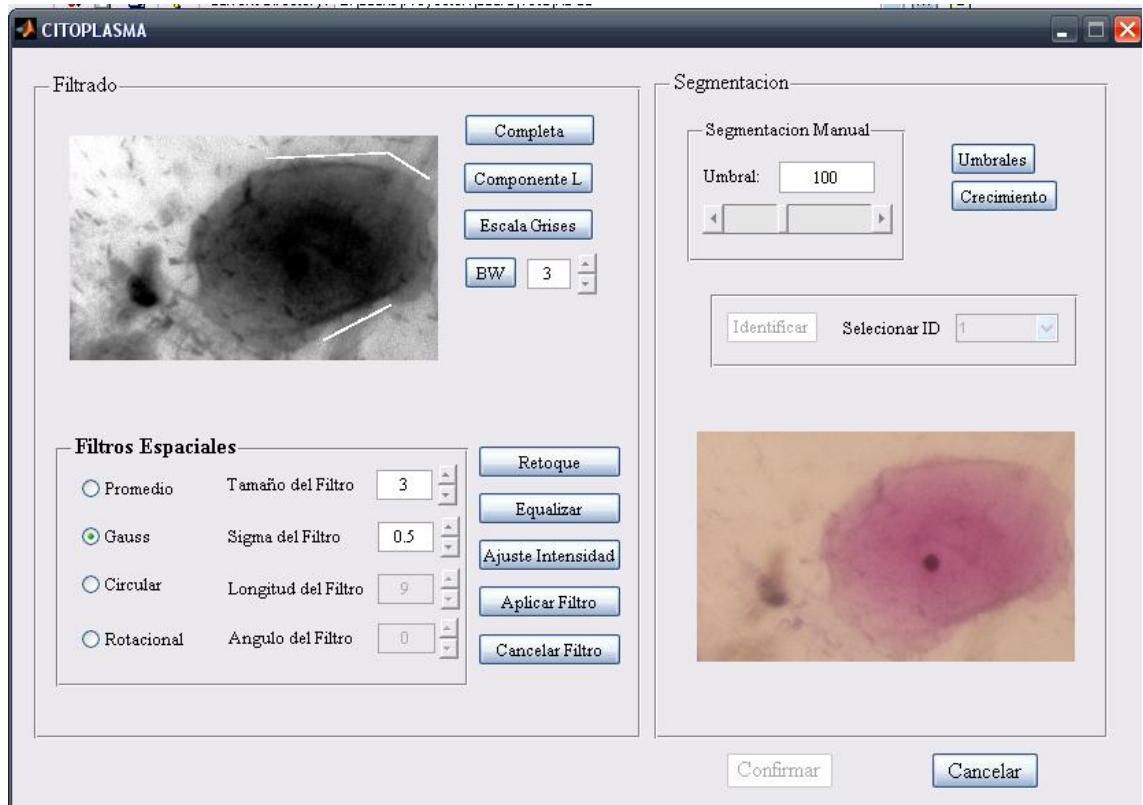 CITOPLASMA
Filtrado
Completa
Componente L
Escala Grises
BW 3
Filtros Espaciales
Promedio Tamaño del Filtro 3
Gauss Sigma del Filtro 0.5
Circular Longitud del Filtro 9
Rotacional Angulo del Filtro 0
Retoque
Equalizar
Ajuste Intensidad
Aplicar Filtro
Cancelar Filtro
Segmentacion
Segmentacion Manual
Umbral: 100
Umbrales
Crecimiento
Identificar Selecionar ID 1
Confirmar Cancelar